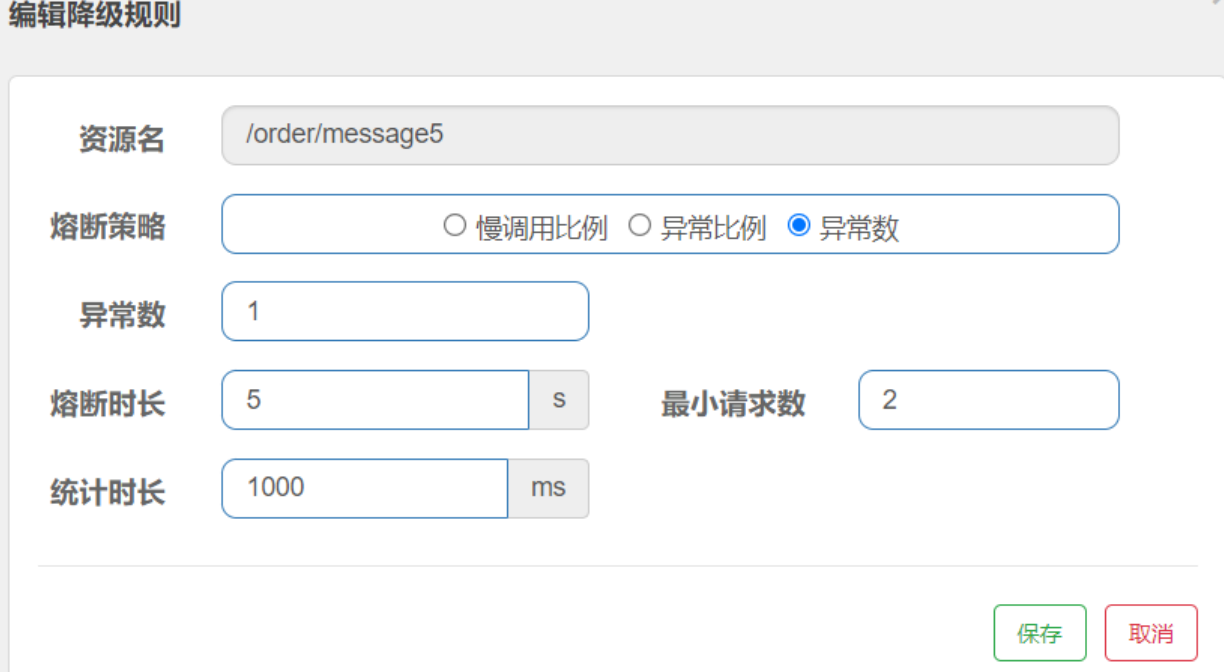 编辑降级规则
资源名 /order/message5
熔断策略 慢调用比例 异常比例 异常数
异常数 1
熔断时长 5 s 最小请求数 2
统计时长 1000 ms
保存 取消